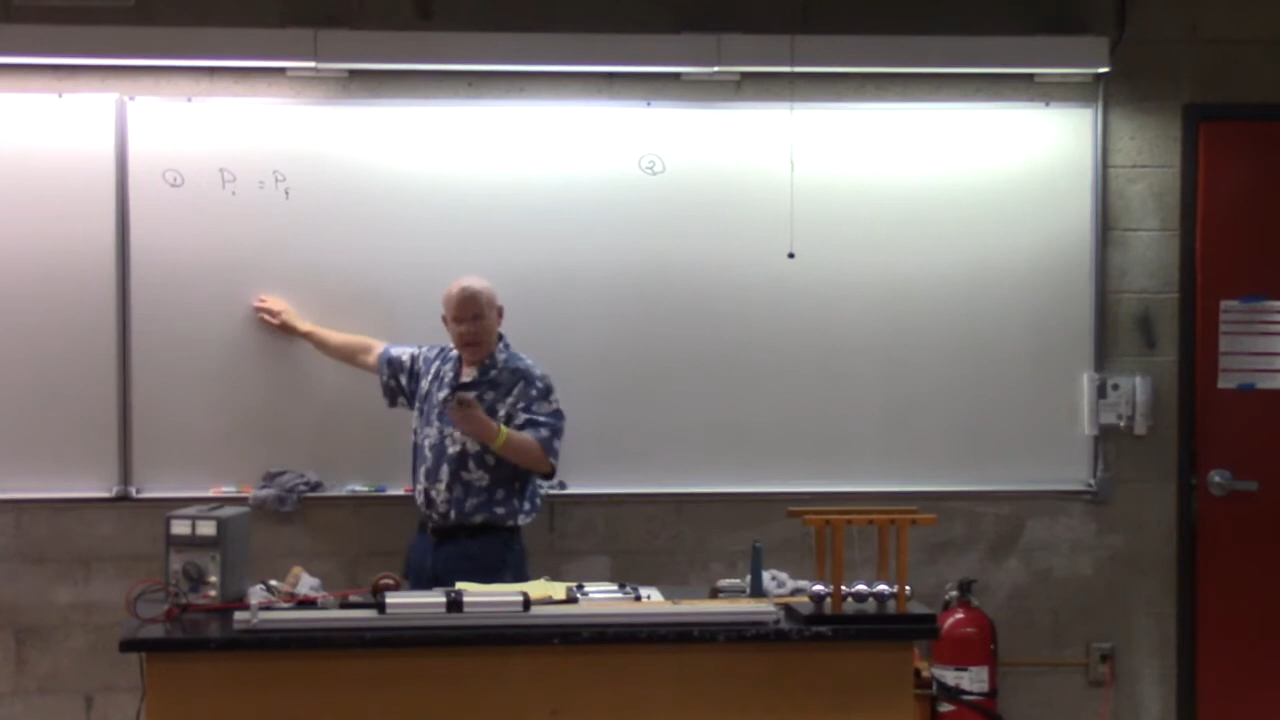 ① Pᵢ = P_f
②